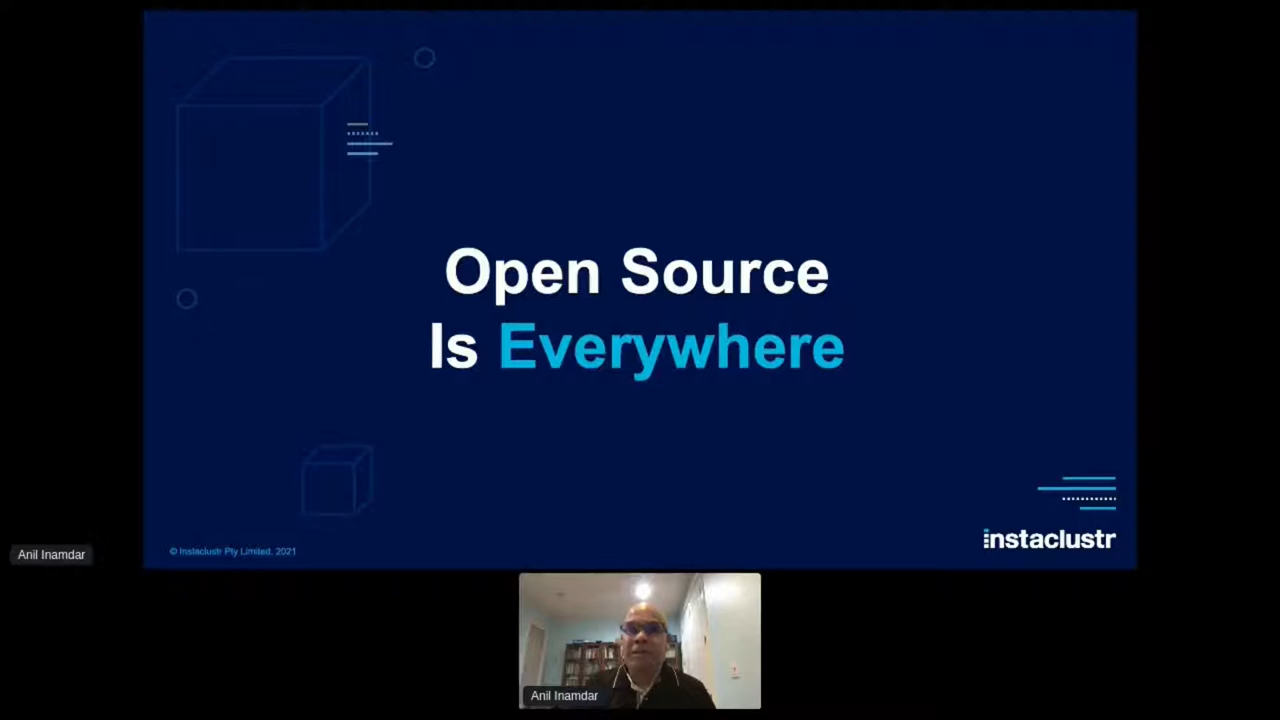 Open Source
Is Everywhere
instaclustr
© Instaclustr Pty Limited, 2021
Anil Inamdar
Anil Inamdar